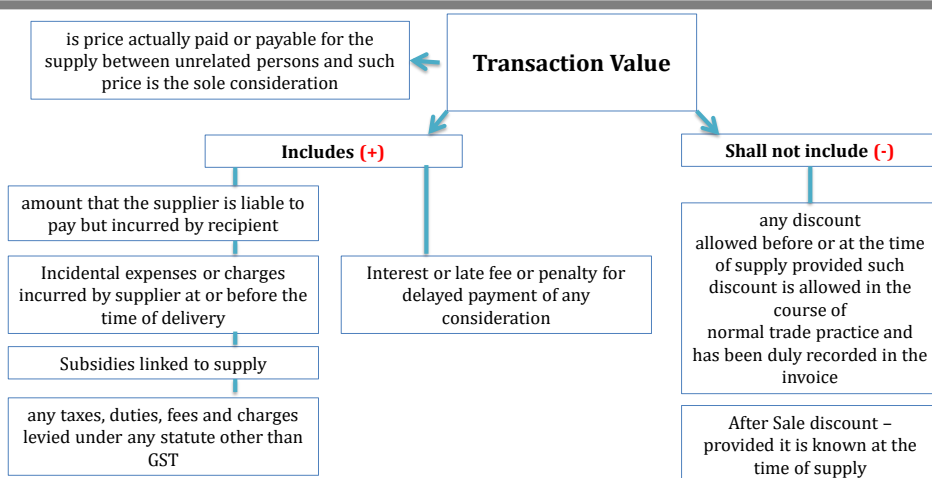 is price actually paid or payable for the
supply between unrelated persons and such
price is the sole consideration
Transaction Value
Includes (+)
Shall not include (-)
amount that the supplier is liable to
pay but incurred by recipient
Incidental expenses or charges
incurred by supplier at or before the
time of delivery
Subsidies linked to supply
any taxes, duties, fees and charges
levied under any statute other than
GST
Interest or late fee or penalty for
delayed payment of any
consideration
any discount
allowed before or at the time
of supply provided such
discount is allowed in the
course of
normal trade practice and
has been duly recorded in the
invoice
After Sale discount –
provided it is known at the
time of supply